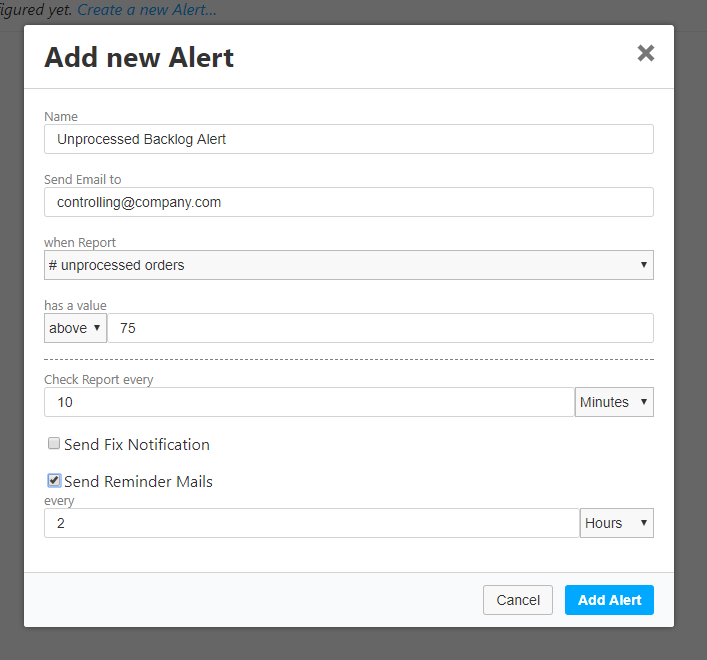 figured yet. Create a new Alert...
Add new Alert
Name
Unprocessed Backlog Alert
Send Email to
controlling@company.com
when Report
# unprocessed orders
has a value
above 75
Check Report every
10 Minutes
Send Fix Notification
Send Reminder Mails
every
2 Hours
Cancel Add Alert